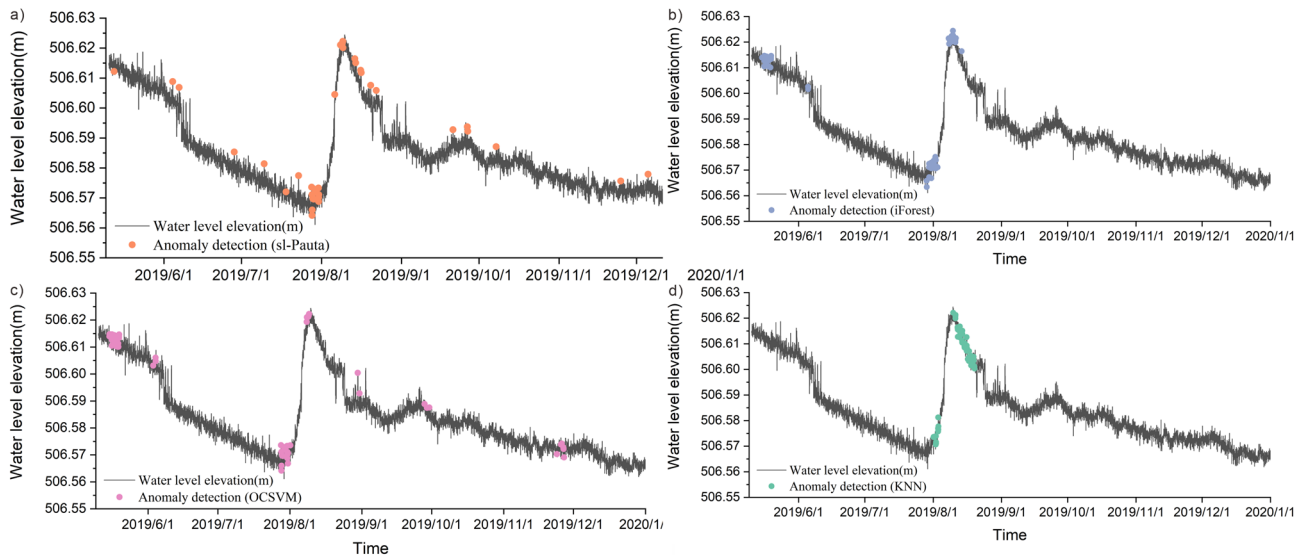 a)
506.63
506.62
506.61
506.60
506.59
506.58
506.57
506.56
506.55
Water level elevation(m)
Water level elevation(m)
Anomaly detection (sl-Pauta)
2019/6/1 2019/7/1 2019/8/1 2019/9/1 2019/10/1 2019/11/1 2019/12/1 2020/1/1
b)
506.63
506.62
506.61
506.60
506.59
506.58
506.57
506.56
506.55
Water level elevation(m)
Water level elevation(m)
Anomaly detection (iForest)
2019/6/1 2019/7/1 2019/8/1 2019/9/1 2019/10/1 2019/11/1 2019/12/1 2020/1/1
Time
c)
506.63
506.62
506.61
506.60
506.59
506.58
506.57
506.56
506.55
Water level elevation(m)
Water level elevation(m)
Anomaly detection (OCSVM)
2019/6/1 2019/7/1 2019/8/1 2019/9/1 2019/10/1 2019/11/1 2019/12/1 2020/1/
Time
d)
506.63
506.62
506.61
506.60
506.59
506.58
506.57
506.56
506.55
Water level elevation(m)
Water level elevation(m)
Anomaly detection (KNN)
2019/6/1 2019/7/1 2019/8/1 2019/9/1 2019/10/1 2019/11/1 2019/12/1 2020/1/1
Time